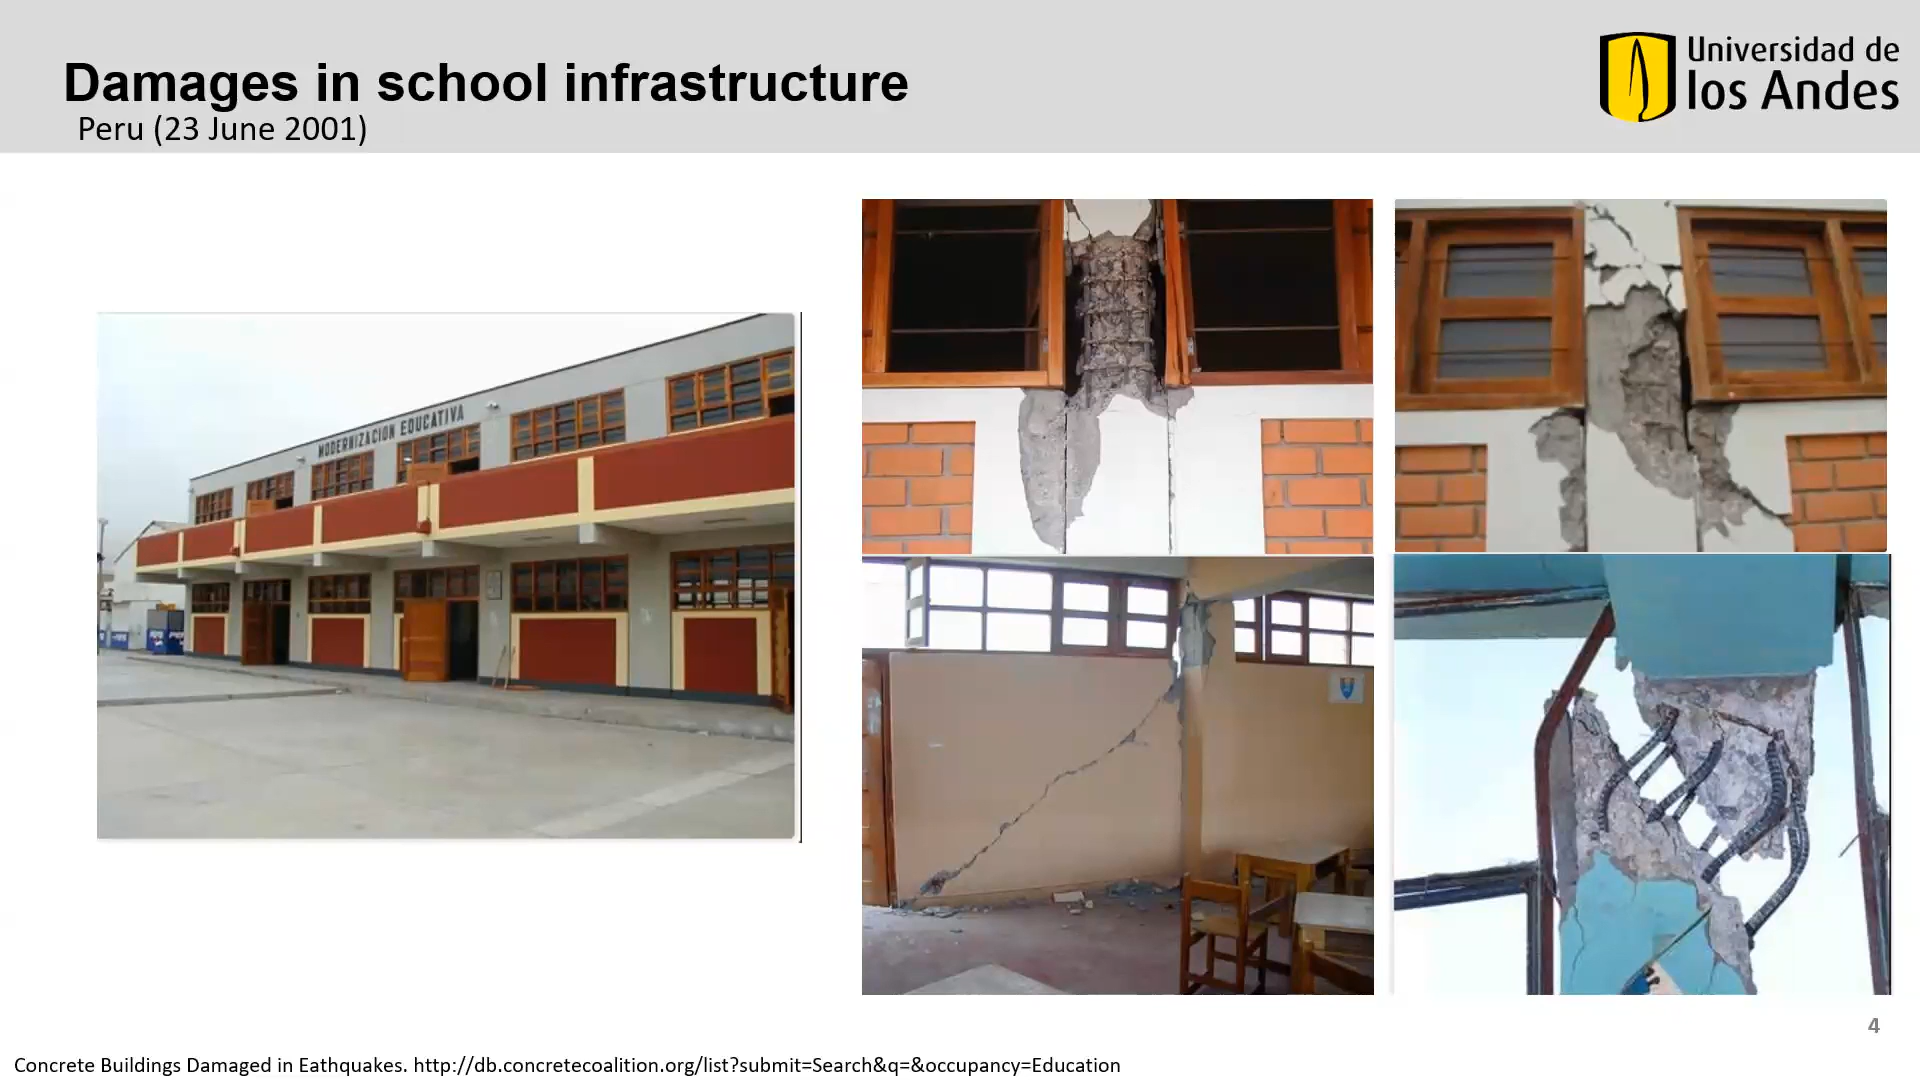 Damages in school infrastructure
Peru (23 June 2001)
Universidad de
los Andes
MODERNIZACION EDUCATIVA
4
Concrete Buildings Damaged in Eathquakes. http://db.concretecoalition.org/list?submit=Search&q=&occupancy=Education